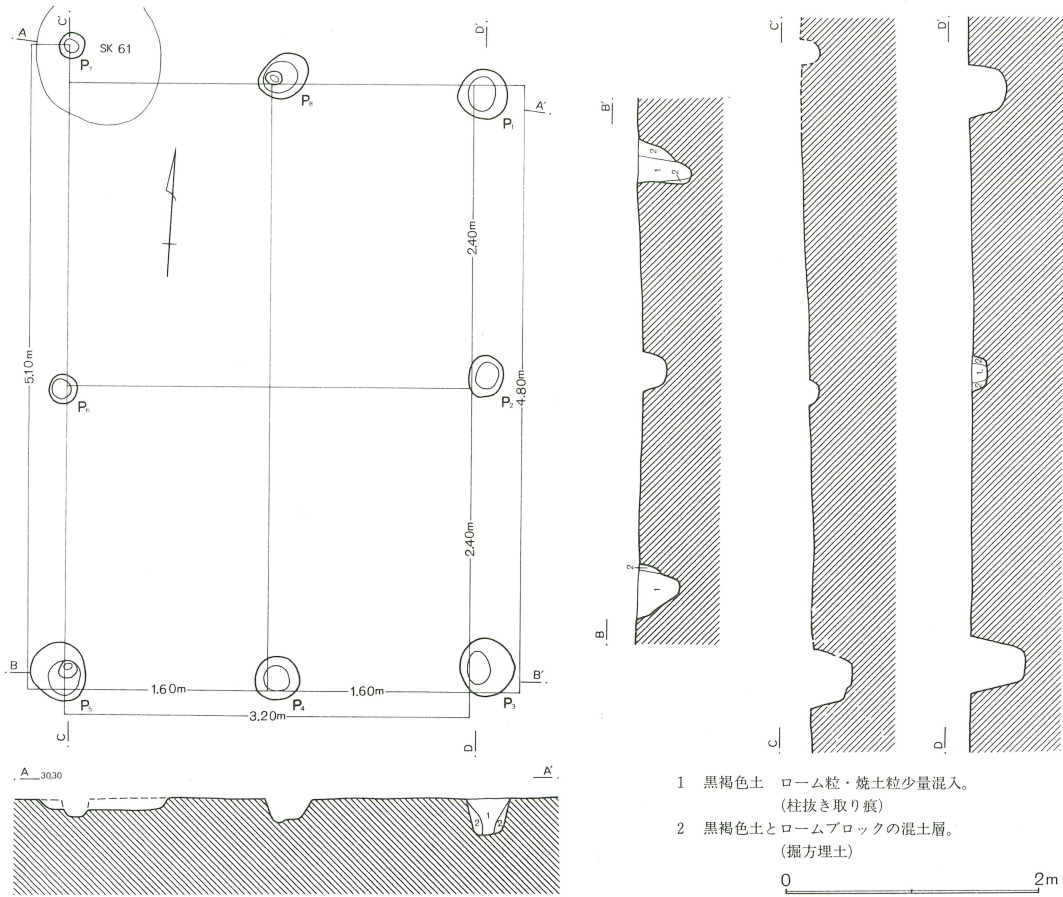 A
C'
SK 61
P₇
P₈
D'
P₁
A'
2.40m
5.10m
P₆
P₂
4.80m
2.40m
B
B'
P₅
1.60m
P₄
1.60m
P₃
3.20m
C
D
A 30,30
A'
2
1
2
B'
2
1
2
2
1
B
C'
C
D'
2
1
2
D
1 黒褐色土 ローム粒・焼土粒少量混入。
(柱抜き取り痕)
2 黒褐色土とロームブロックの混土層。
(掘方埋土)
0
2m